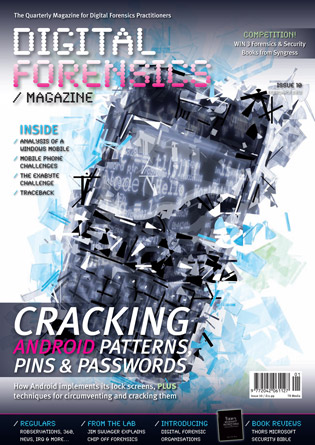 The Quarterly Magazine for Digital Forensics Practitioners
COMPETITION!
WIN 3 Forensics & Security
Books from Syngress
DIGITAL
FORENSICS
/ MAGAZINE
ISSUE 10
INSIDE
/ ANALYSIS OF A
WINDOWS MOBILE
/ MOBILE PHONE
CHALLENGES
/ THE EXABYTE
CHALLENGE
/ TRACEBACK
CRACKING
ANDROID PATTERNS
PINS & PASSWORDS
How Android implements its lock screens, PLUS
techniques for circumventing and cracking them
/ REGULARS
ROBSERVATIONS, 360,
NEWS, IRQ & MORE...
/ FROM THE LAB
JIM SWAUGER EXPLAINS
CHIP OFF FORENSICS
/ INTRODUCING
DIGITAL FORENSIC
ORGANISATIONS
/ BOOK REVIEWS
THORS MICROSOFT
SECURITY BIBLE